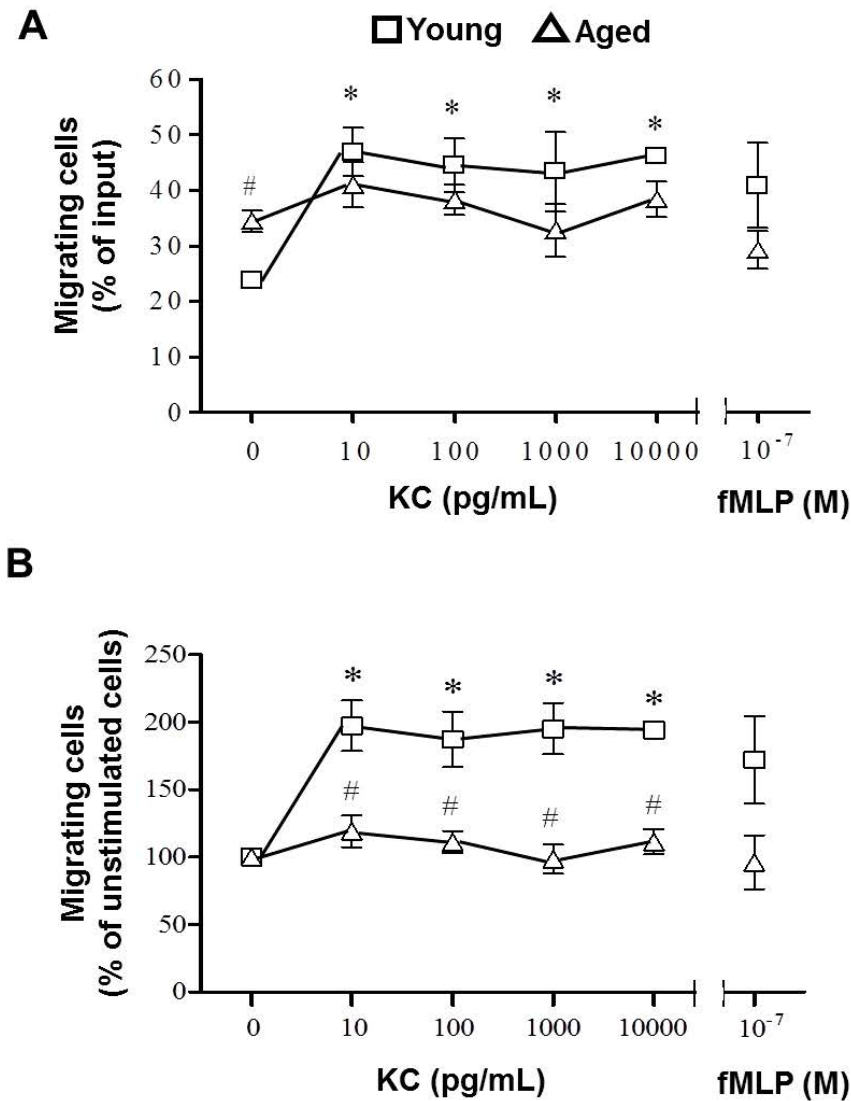 A
Young Aged
60
50
40
30
20
10
0
* * * *
#
Migrating cells
(% of input)
0 10 100 1000 10000 10⁻⁷
KC (pg/mL) fMLP (M)
B
250
200
150
100
50
0
* * * *
# # # #
Migrating cells
(% of unstimulated cells)
0 10 100 1000 10000 10⁻⁷
KC (pg/mL) fMLP (M)